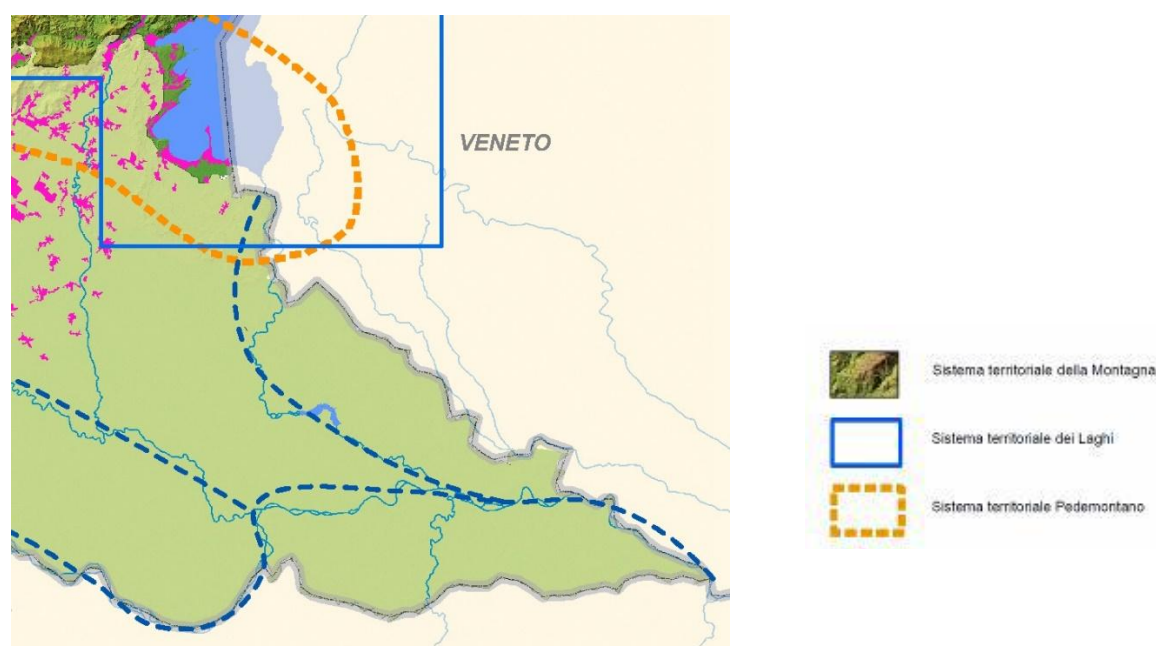 VENETO
Sistema territoriale della Montagna
Sistema territoriale dei Laghi
Sistema territoriale Pedemontano